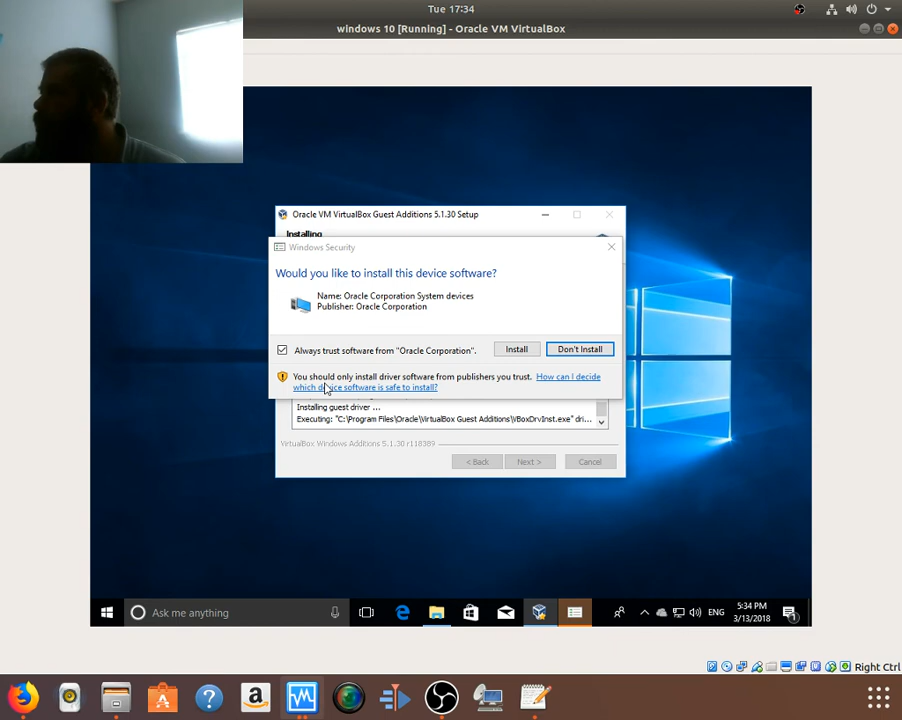 Tue 17:34
windows 10 [Running] - Oracle VM VirtualBox
Oracle VM VirtualBox Guest Additions 5.1.30 Setup
Installing
Windows Security
Would you like to install this device software?
Name: Oracle Corporation System devices
Publisher: Oracle Corporation
Always trust software from "Oracle Corporation".
Install
Don't Install
You should only install driver software from publishers you trust. How can I decide
which device software is safe to install?
Installing guest driver ...
Executing: "C:\Program Files\Oracle\VirtualBox Guest Additions\VBoxDrvInst.exe" dri...
VirtualBox Windows Additions 5.1.30 r118389
< Back
Next >
Cancel
Ask me anything
ENG
5:34 PM
3/13/2018
1
Right Ctrl